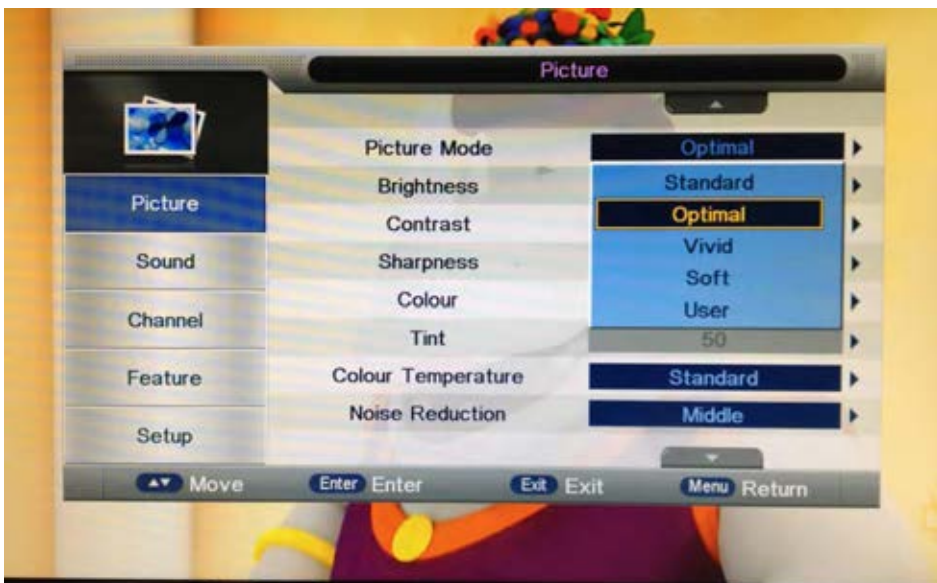 Picture
Picture Mode Optimal
Brightness Standard
Picture
Optimal
Contrast
Vivid
Sound
Sharpness
Soft
Colour
User
Channel
Tint 50
Feature
Colour Temperature Standard
Noise Reduction Middle
Setup
Move Enter Enter Exit Exit Menu Return